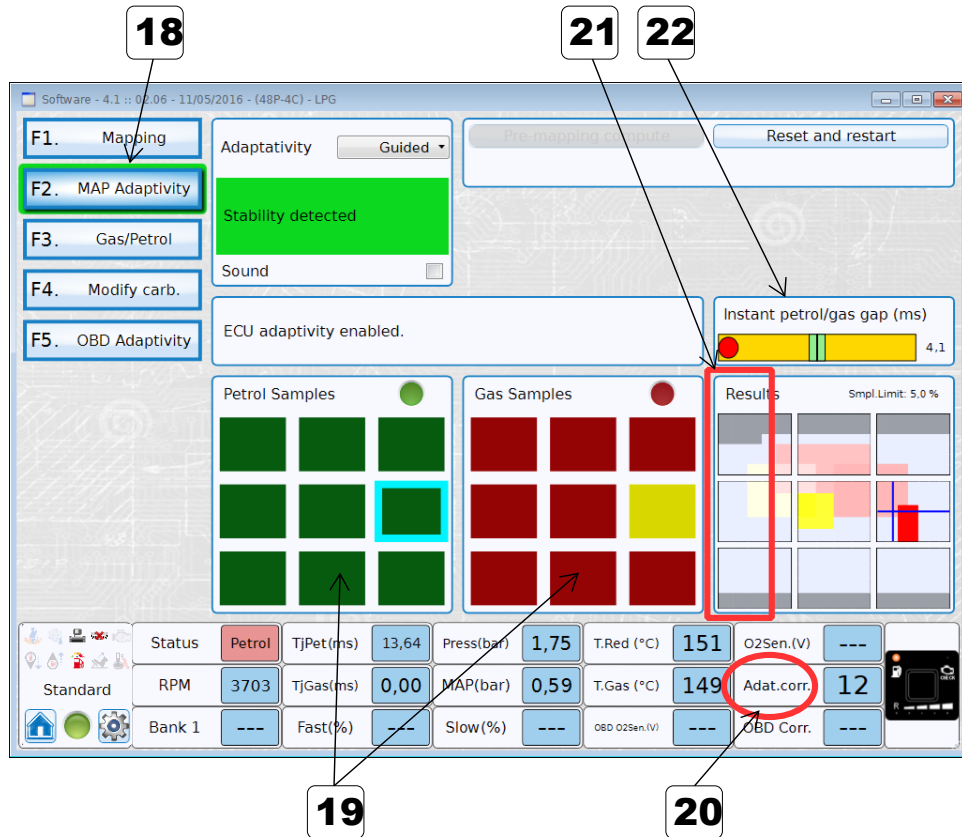 18
21
22
Software - 4.1 :: 02.06 - 11/05/2016 - (48P-4C) - LPG
F1. Mapping
F2. MAP Adaptivity
F3. Gas/Petrol
F4. Modify carb.
F5. OBD Adaptivity
Adaptativity Guided
Stability detected
Sound
Pre-mapping compute Reset and restart
ECU adaptivity enabled.
Instant petrol/gas gap (ms)
4,1
Petrol Samples
Gas Samples
Results Smpl.Limit: 5,0 %
Standard
Status Petrol TjPet(ms) 13,64 Press(bar) 1,75 T.Red (°C) 151 O2Sen.(V) ---
RPM 3703 TjGas(ms) 0,00 MAP(bar) 0,59 T.Gas (°C) 149 Adat.corr. 12
Bank 1 --- Fast(%) --- Slow(%) --- OBD O2Sen.(V) --- OBD Corr. ---
CHECK
R
19
20